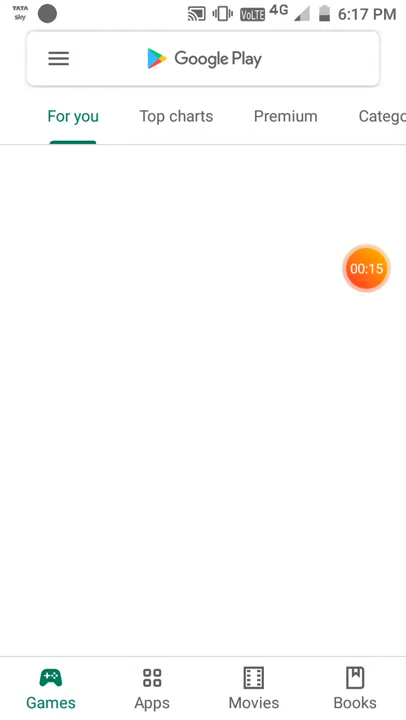 TATA
sky
VoLTE
4G
6:17 PM
Google Play
For you
Top charts
Premium
Catego
00:15
Games
Apps
Movies
Books